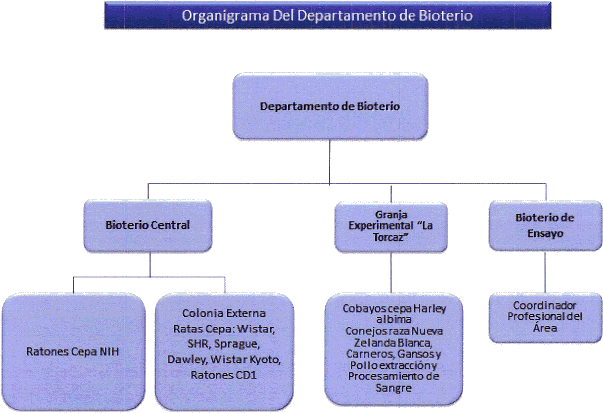 Organigrama Del Departamento de Bioterio
Departamento de Bioterio
Bioterio Central
Granja
Experimental “La
Torcaz”
Bioterio de
Ensayo
Ratones Cepa NIH
Colonia Externa
Ratas Cepa: Wistar,
SHR, Sprague,
Dawley, Wistar Kyoto,
Ratones CD1
Cobayos cepa Harley
albima
Conejos raza Nueva
Zelanda Blanca,
Carneros, Gansos y
Pollo extracción y
Procesamiento de
Sangre
Coordinador
Profesional del
Área